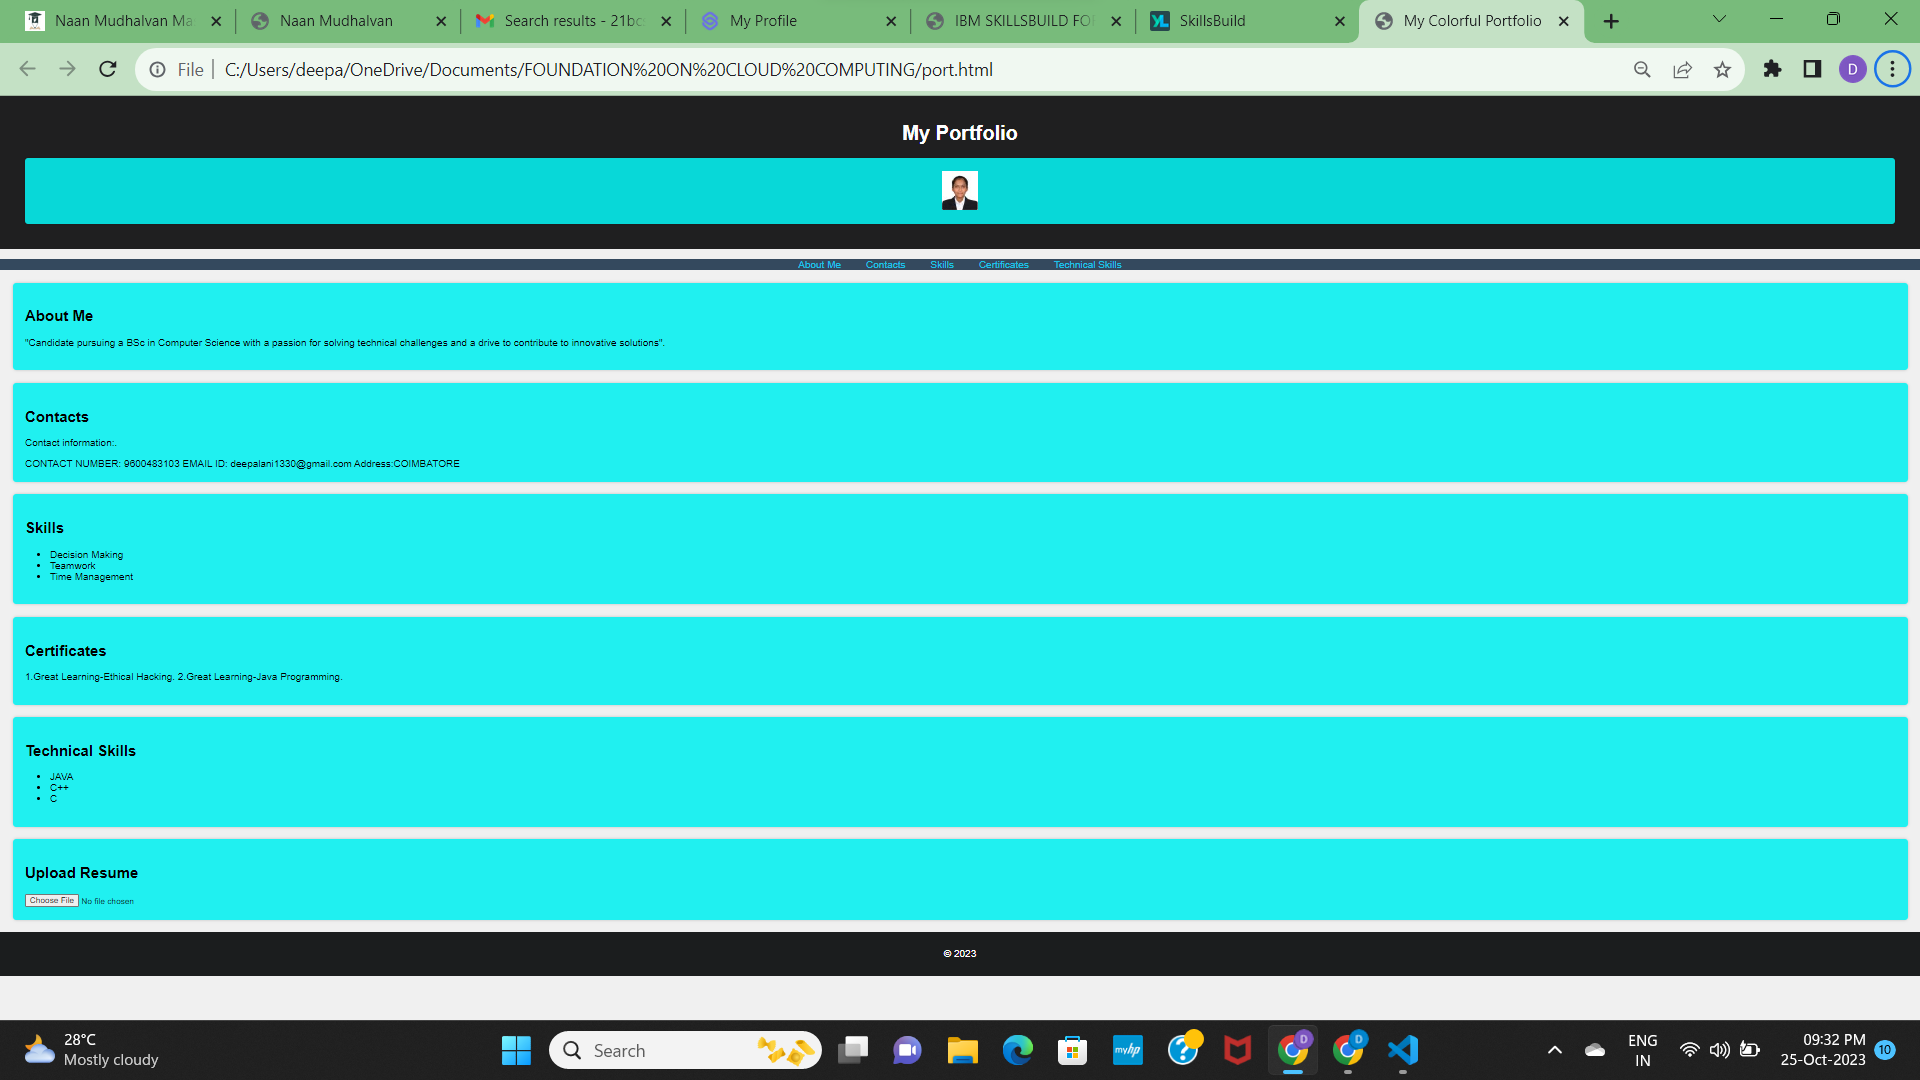 Naan Mudhalvan Ma
Naan Mudhalvan
Search results - 21bc
My Profile
IBM SKILLSBUILD FOR
SkillsBuild
My Colorful Portfolio
File
C:/Users/deepa/OneDrive/Documents/FOUNDATION%20ON%20CLOUD%20COMPUTING/port.html
D
My Portfolio
About Me Contacts Skills Certificates Technical Skills
About Me
"Candidate pursuing a BSc in Computer Science with a passion for solving technical challenges and a drive to contribute to innovative solutions".
Contacts
Contact information:.
CONTACT NUMBER: 9600483103 EMAIL ID: deepalani1330@gmail.com Address:COIMBATORE
Skills
Decision Making
Teamwork
Time Management
Certificates
1.Great Learning-Ethical Hacking. 2.Great Learning-Java Programming.
Technical Skills
JAVA
C++
C
Upload Resume
Choose File No file chosen
© 2023
28°C
Mostly cloudy
Search
myhp
D
D
ENG
IN
09:32 PM
25-Oct-2023
10